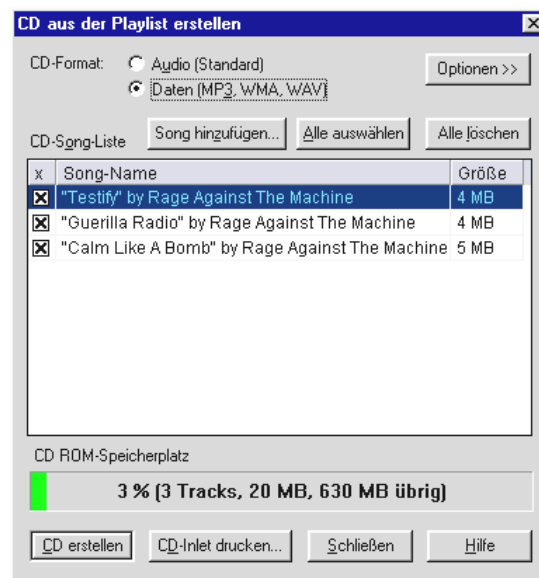 CD aus der Playlist erstellen
CD-Format: Audio (Standard)
Daten (MP3, WMA, WAV)
Optionen >>
CD-Song-Liste Song hinzufügen... Alle auswählen Alle löschen
x Song-Name Größe
"Testify" by Rage Against The Machine 4 MB
"Guerilla Radio" by Rage Against The Machine 4 MB
"Calm Like A Bomb" by Rage Against The Machine 5 MB
CD ROM-Speicherplatz
3 % (3 Tracks, 20 MB, 630 MB übrig)
CD erstellen CD-Inlet drucken... Schließen Hilfe